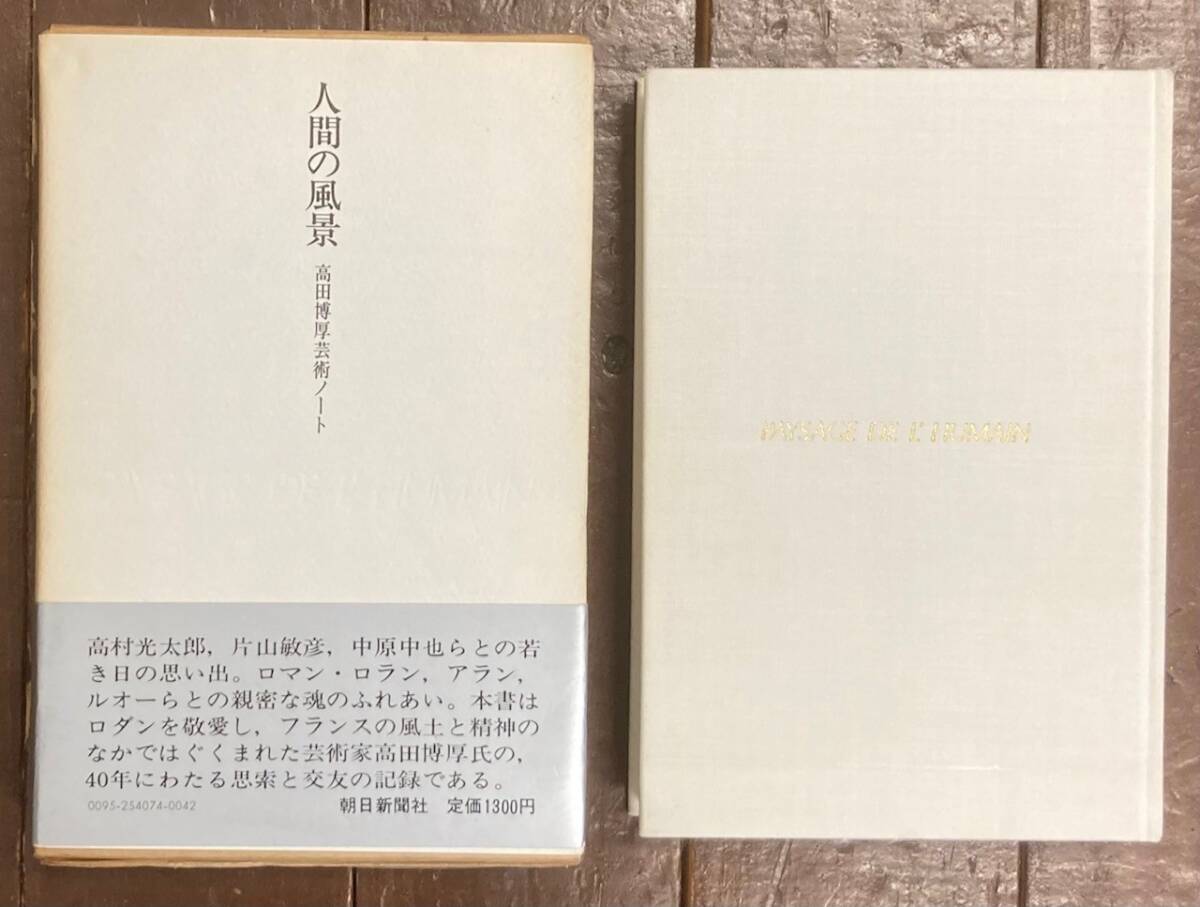 人間の風景
高田博厚芸術ノート
高村光太郎，片山敏彦，中原中也らとの若
き日の思い出。ロマン・ロラン，アラン，
ルオーらとの親密な魂のふれあい。本書は
ロダンを敬愛し，フランスの風土と精神の
なかではぐくまれた芸術家高田博厚氏の，
40年にわたる思索と交友の記録である。
0095-254074-0042 朝日新聞社 定価1300円
PAYSAGE DE L'HUMAIN